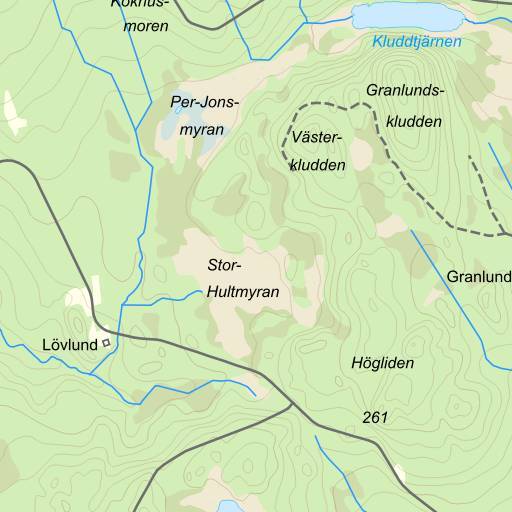 Kokhus-
moren
Kluddtjärnen
Granlunds-
kludden
Per-Jons-
myran
Väster-
kludden
Stor-
Hultmyran
Granlund
Lövlund
Högliden
261